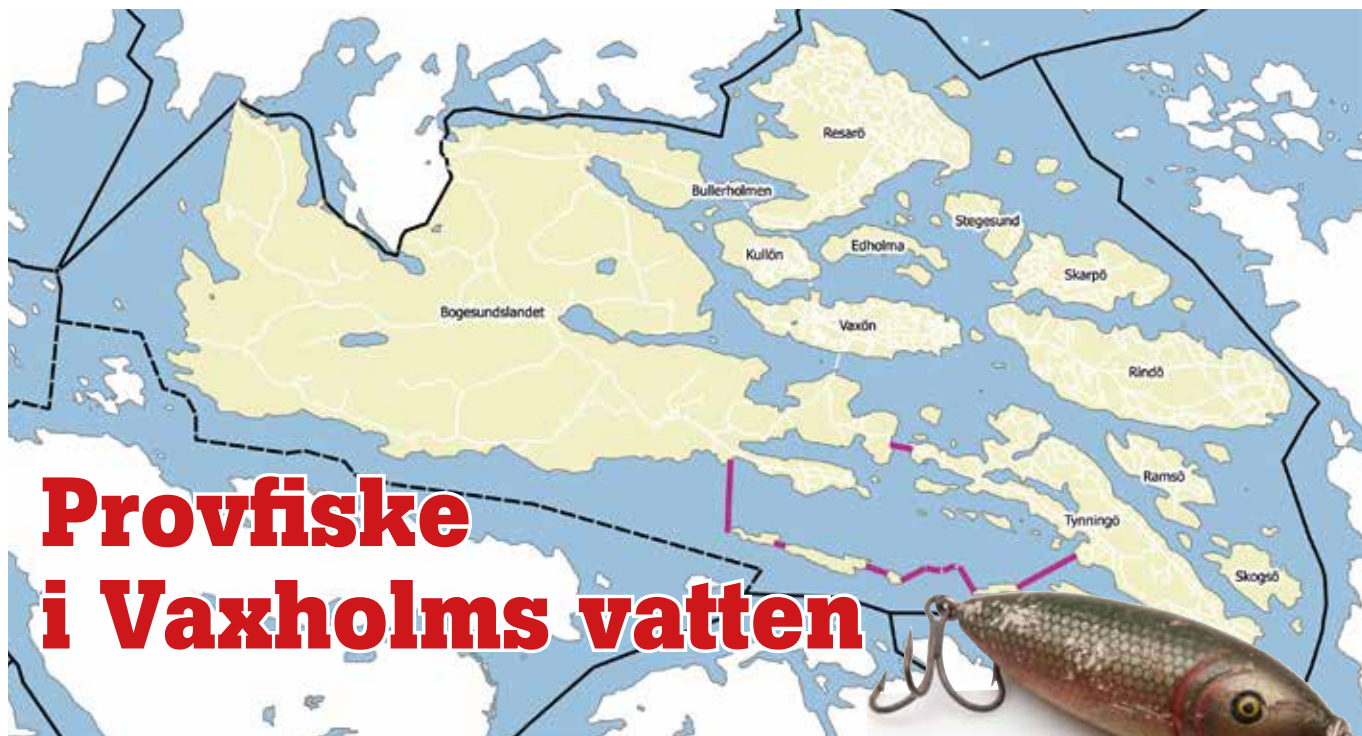 Resarö
Bullerholmen
Stegesund
Kullön
Edholma
Skarpö
Bogesundslandet
Vaxön
Rindö
Ramsö
Tynningö
Skogsö
Provfiske
i Vaxholms vatten